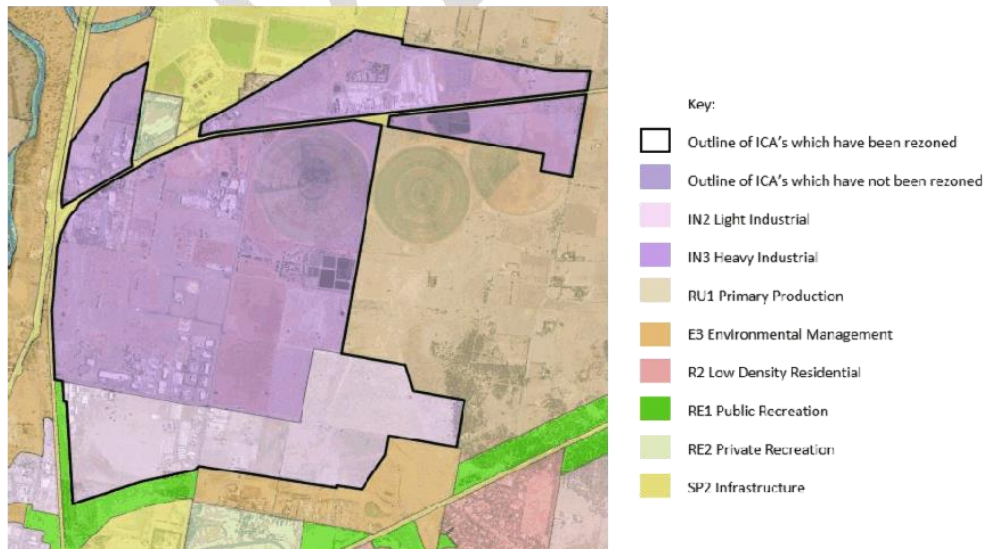 Key:
Outline of ICA's which have been rezoned
Outline of ICA's which have not been rezoned
IN2 Light Industrial
IN3 Heavy Industrial
RU1 Primary Production
E3 Environmental Management
R2 Low Density Residential
RE1 Public Recreation
RE2 Private Recreation
SP2 Infrastructure